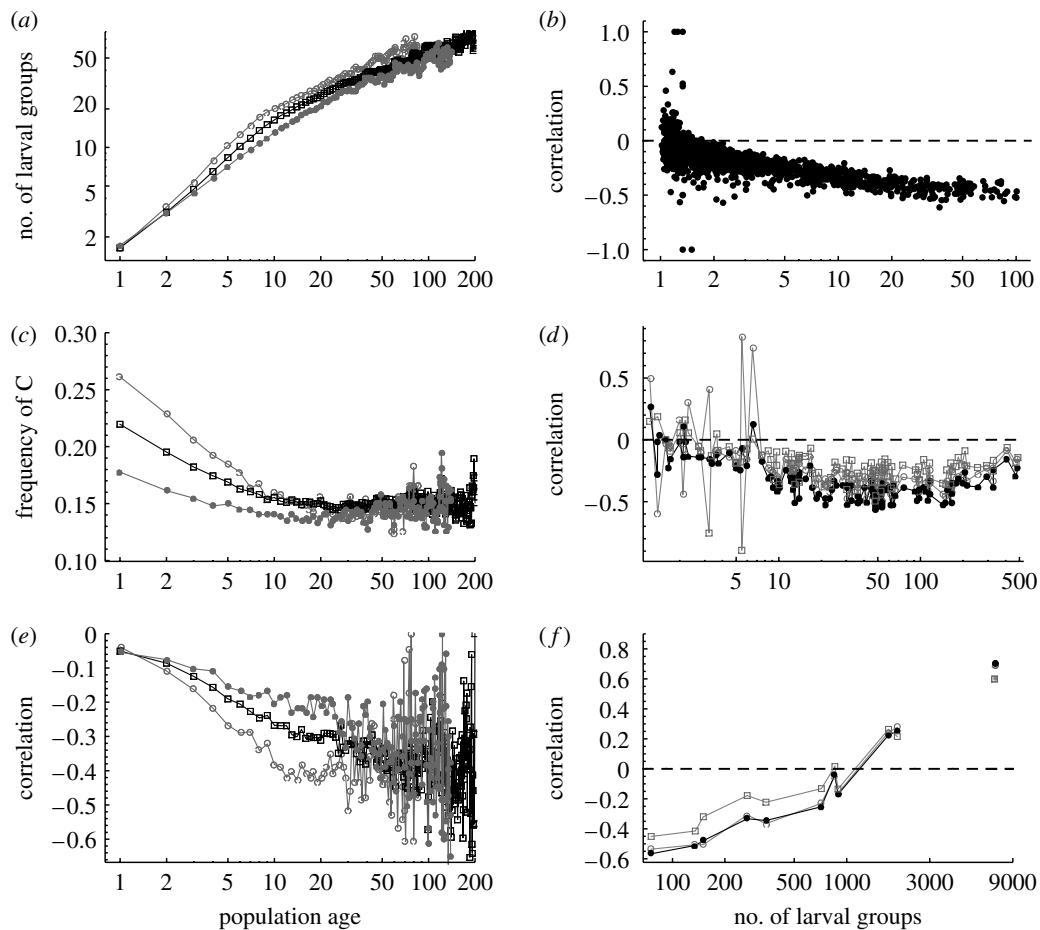 (a)
no. of larval groups
50
20
10
5
2
1 2 5 10 20 50 100 200
(b)
correlation
1.0
0.5
0
−0.5
−1.0
1 2 5 10 20 50 100
(c)
frequency of C
0.30
0.25
0.20
0.15
0.10
1 2 5 10 20 50 100 200
(d)
correlation
0.5
0
−0.5
5 10 50 100 500
(e)
correlation
0
−0.1
−0.2
−0.3
−0.4
−0.5
−0.6
1 2 5 10 20 50 100 200
population age
(f)
correlation
0.8
0.6
0.4
0.2
0
−0.2
−0.4
−0.6
100 200 500 1000 3000 9000
no. of larval groups